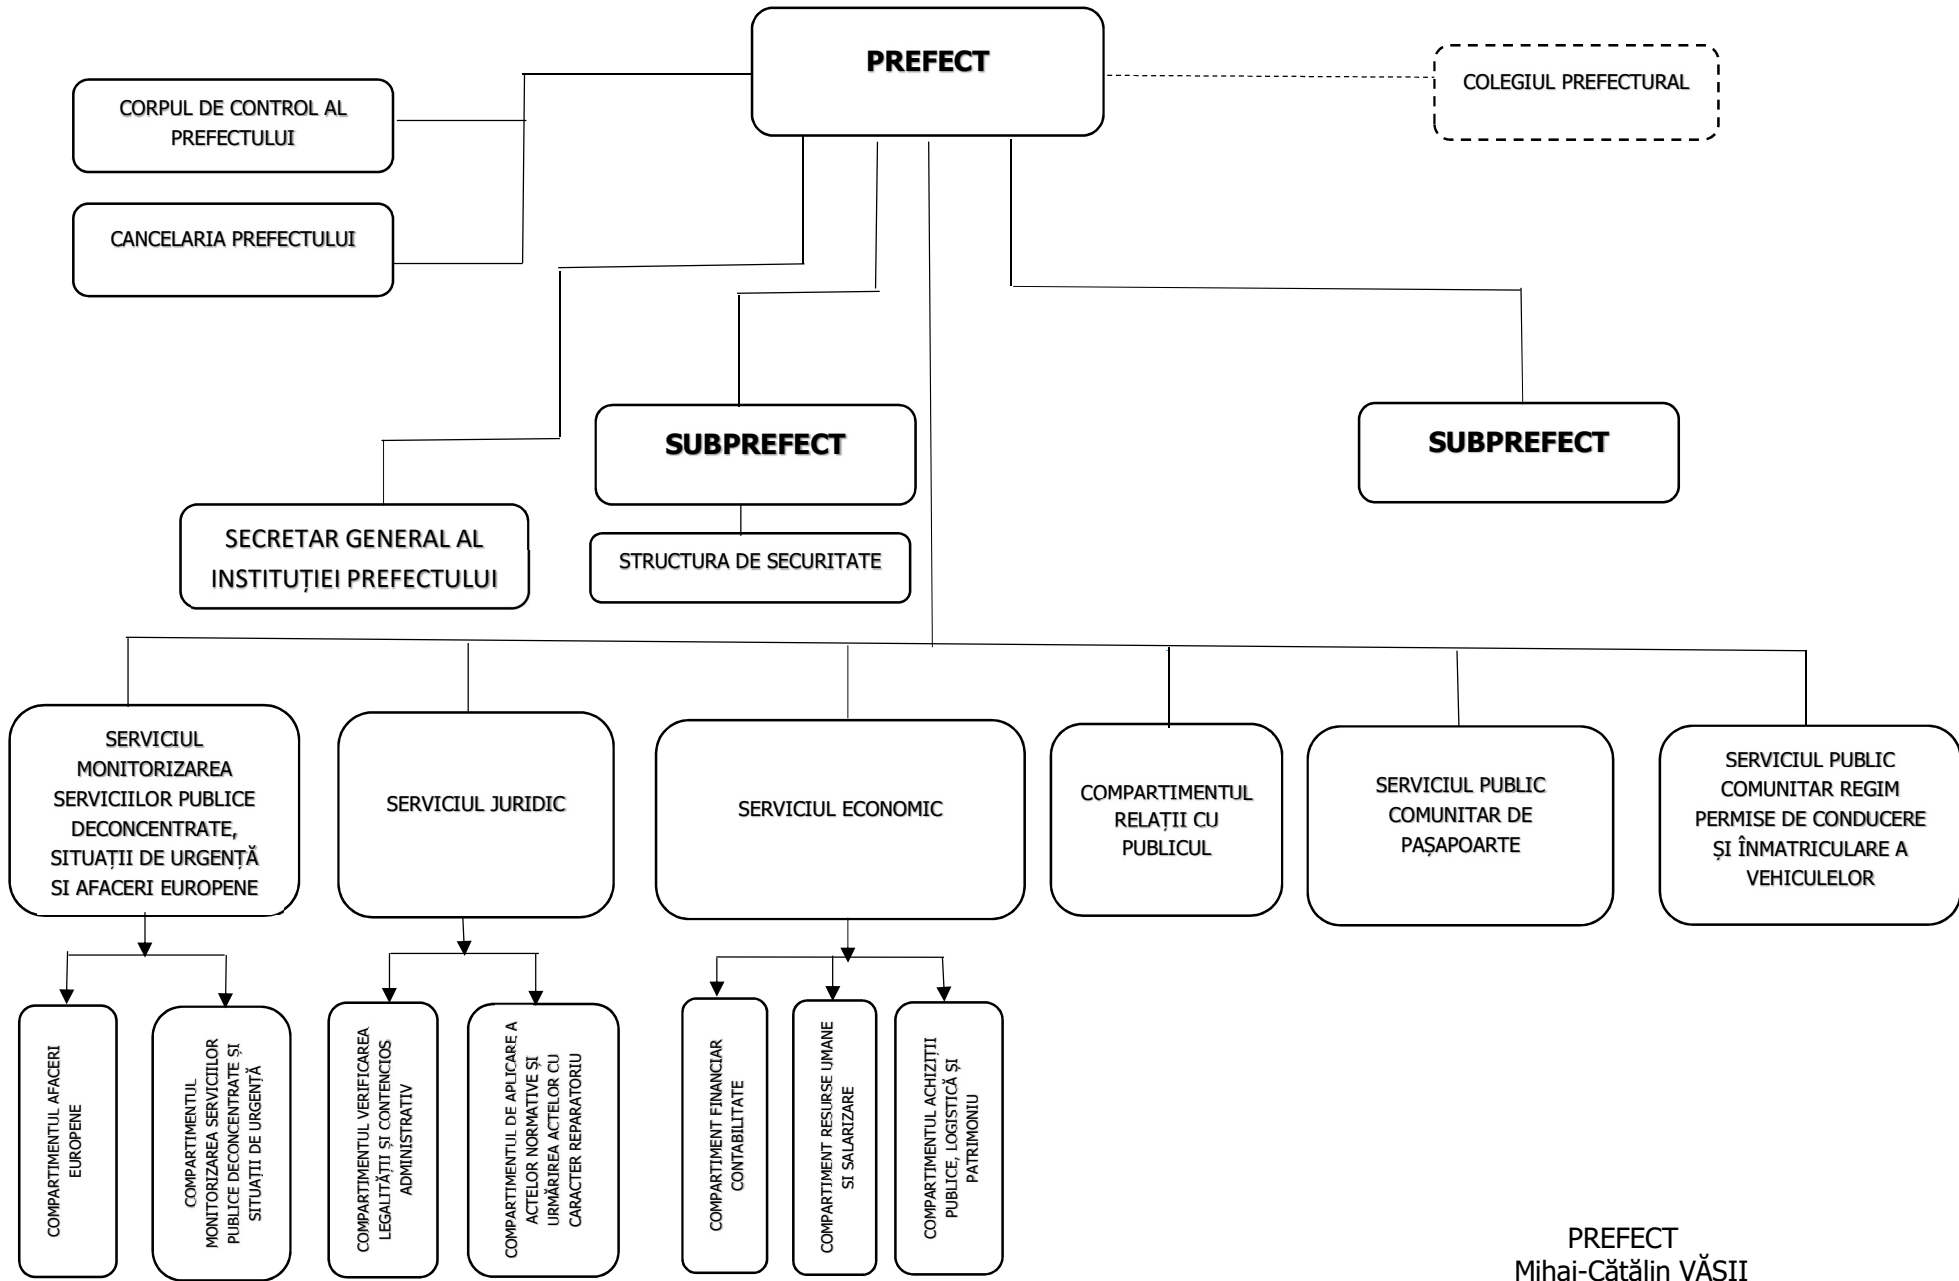 PREFECT
COLEGIUL PREFECTURAL
CORPUL DE CONTROL AL
PREFECTULUI
CANCELARIA PREFECTULUI
SUBPREFECT
SUBPREFECT
SECRETAR GENERAL AL
INSTITUȚIEI PREFECTULUI
STRUCTURA DE SECURITATE
SERVICIUL
MONITORIZAREA
SERVICIILOR PUBLICE
DECONCENTRATE,
SITUAȚII DE URGENȚĂ
SI AFACERI EUROPENE
SERVICIUL JURIDIC
SERVICIUL ECONOMIC
COMPARTIMENTUL
RELAȚII CU
PUBLICUL
SERVICIUL PUBLIC
COMUNITAR DE
PAȘAPOARTE
SERVICIUL PUBLIC
COMUNITAR REGIM
PERMISE DE CONDUCERE
ȘI ÎNMATRICULARE A
VEHICULELOR
COMPARTIMENTUL AFACERI
EUROPENE
COMPARTIMENTUL
MONITORIZAREA SERVICIILOR
PUBLICE DECONCENTRATE ȘI
SITUAȚII DE URGENȚĂ
COMPARTIMENTUL VERIFICAREA
LEGALITĂȚII ȘI CONTENCIOS
ADMINISTRATIV
COMPARTIMENTUL DE APLICARE A
ACTELOR NORMATIVE ȘI
URMĂRIREA ACTELOR CU
CARACTER REPARATORIU
COMPARTIMENT FINANCIAR
CONTABILITATE
COMPARTIMENT RESURSE UMANE
SI SALARIZARE
COMPARTIMENTUL ACHIZIȚII
PUBLICE, LOGISTICĂ ȘI
PATRIMONIU
PREFECT
Mihai-Cătălin VĂSII